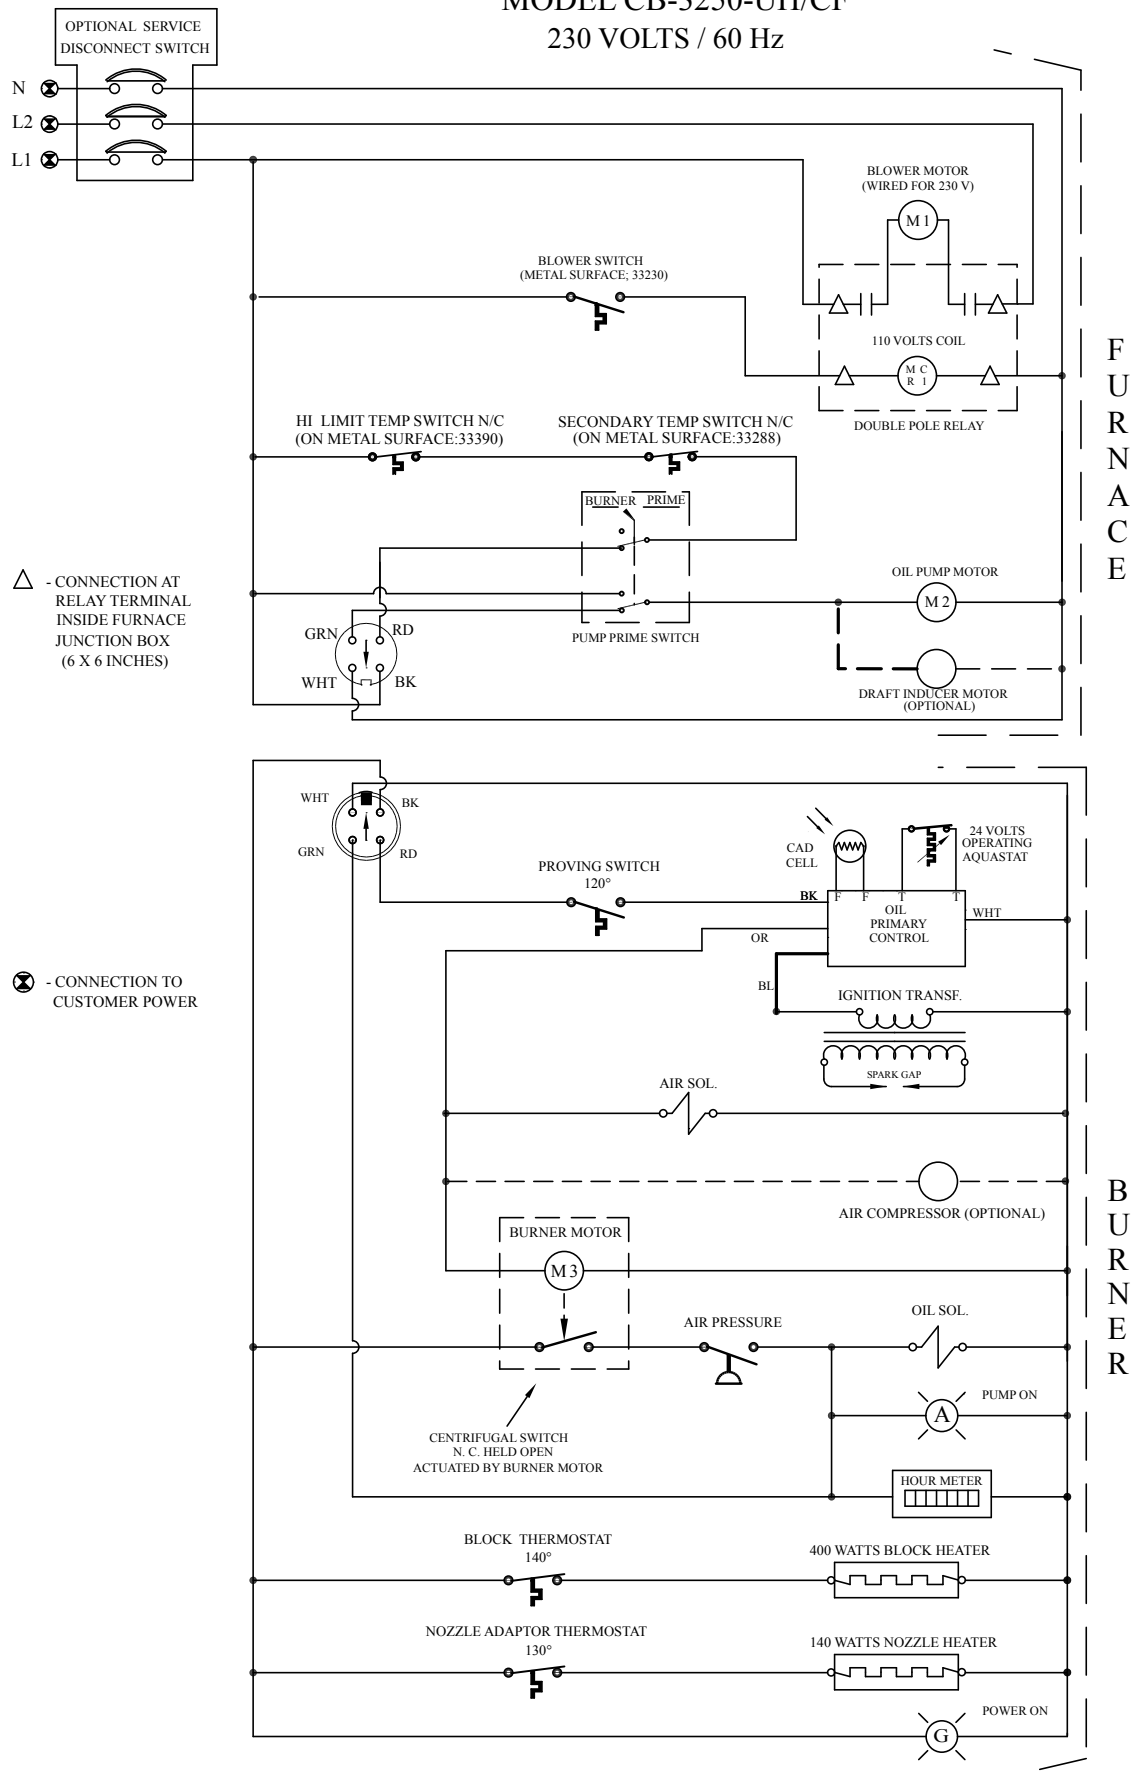 MODEL CB-3250-UH/CF
230 VOLTS / 60 Hz
OPTIONAL SERVICE
DISCONNECT SWITCH
N
L2
L1
BLOWER MOTOR
(WIRED FOR 230 V)
M 1
BLOWER SWITCH
(METAL SURFACE; 33230)
110 VOLTS COIL
M C
R 1
DOUBLE POLE RELAY
HI LIMIT TEMP SWITCH N/C
(ON METAL SURFACE:33390)
SECONDARY TEMP SWITCH N/C
(ON METAL SURFACE:33288)
BURNER PRIME
PUMP PRIME SWITCH
OIL PUMP MOTOR
M 2
DRAFT INDUCER MOTOR
(OPTIONAL)
- CONNECTION AT
RELAY TERMINAL
INSIDE FURNACE
JUNCTION BOX
(6 X 6 INCHES)
GRN
RD
WHT
BK
FURNACE
WHT
BK
GRN
RD
PROVING SWITCH
120°
CAD
CELL
24 VOLTS
OPERATING
AQUASTAT
BK
F F T T
OIL
PRIMARY
CONTROL
WHT
OR
BL
IGNITION TRANSF.
SPARK GAP
- CONNECTION TO
CUSTOMER POWER
AIR SOL.
AIR COMPRESSOR (OPTIONAL)
BURNER MOTOR
M 3
AIR PRESSURE
OIL SOL.
PUMP ON
A
CENTRIFUGAL SWITCH
N. C. HELD OPEN
ACTUATED BY BURNER MOTOR
HOUR METER
BLOCK THERMOSTAT
140°
400 WATTS BLOCK HEATER
NOZZLE ADAPTOR THERMOSTAT
130°
140 WATTS NOZZLE HEATER
POWER ON
G
BURNER